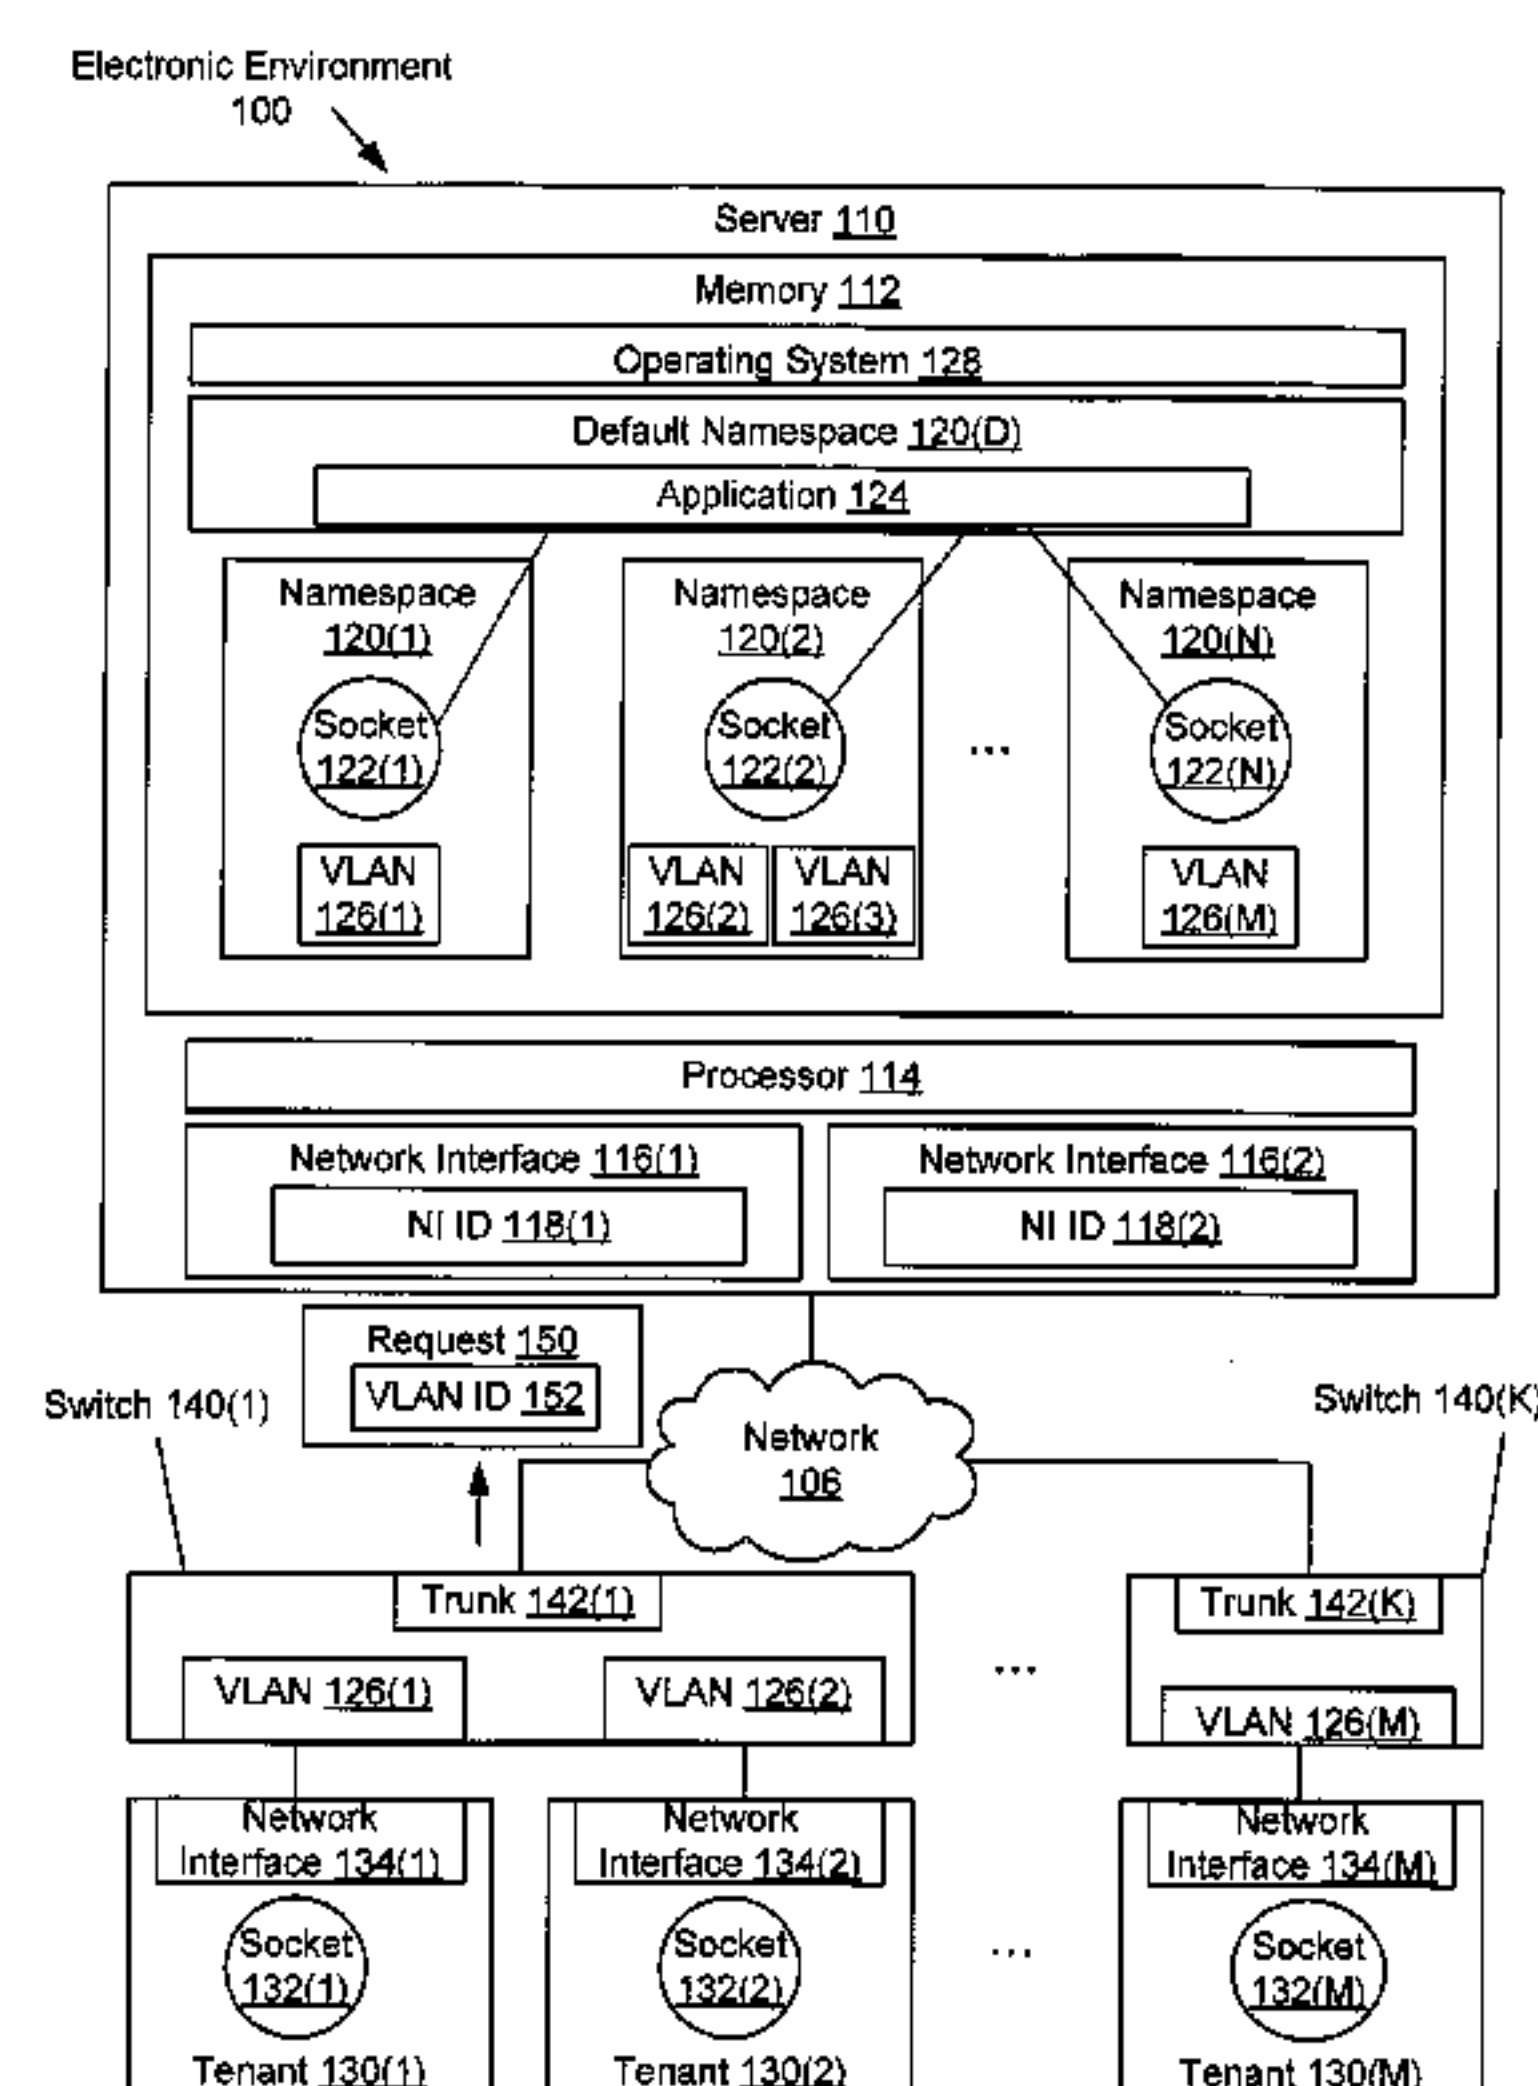 Electronic Environment
100
Server 110
Memory 112
Operating System 128
Default Namespace 120(D)
Application 124
Namespace
120(1)
Socket
122(1)
VLAN
126(1)
Namespace
120(2)
Socket
122(2)
VLAN
126(2)
VLAN
126(3)
...
Namespace
120(N)
Socket
122(N)
VLAN
126(M)
Processor 114
Network Interface 116(1)
NI ID 118(1)
Network Interface 116(2)
NI ID 118(2)
Request 150
VLAN ID 152
Switch 140(1)
Network
106
Switch 140(K)
Trunk 142(1)
VLAN 126(1)
VLAN 126(2)
...
Trunk 142(K)
VLAN 126(M)
Network
Interface 134(1)
Socket
132(1)
Tenant 130(1)
Network
Interface 134(2)
Socket
132(2)
Tenant 130(2)
...
Network
Interface 134(M)
Socket
132(M)
Tenant 130(M)